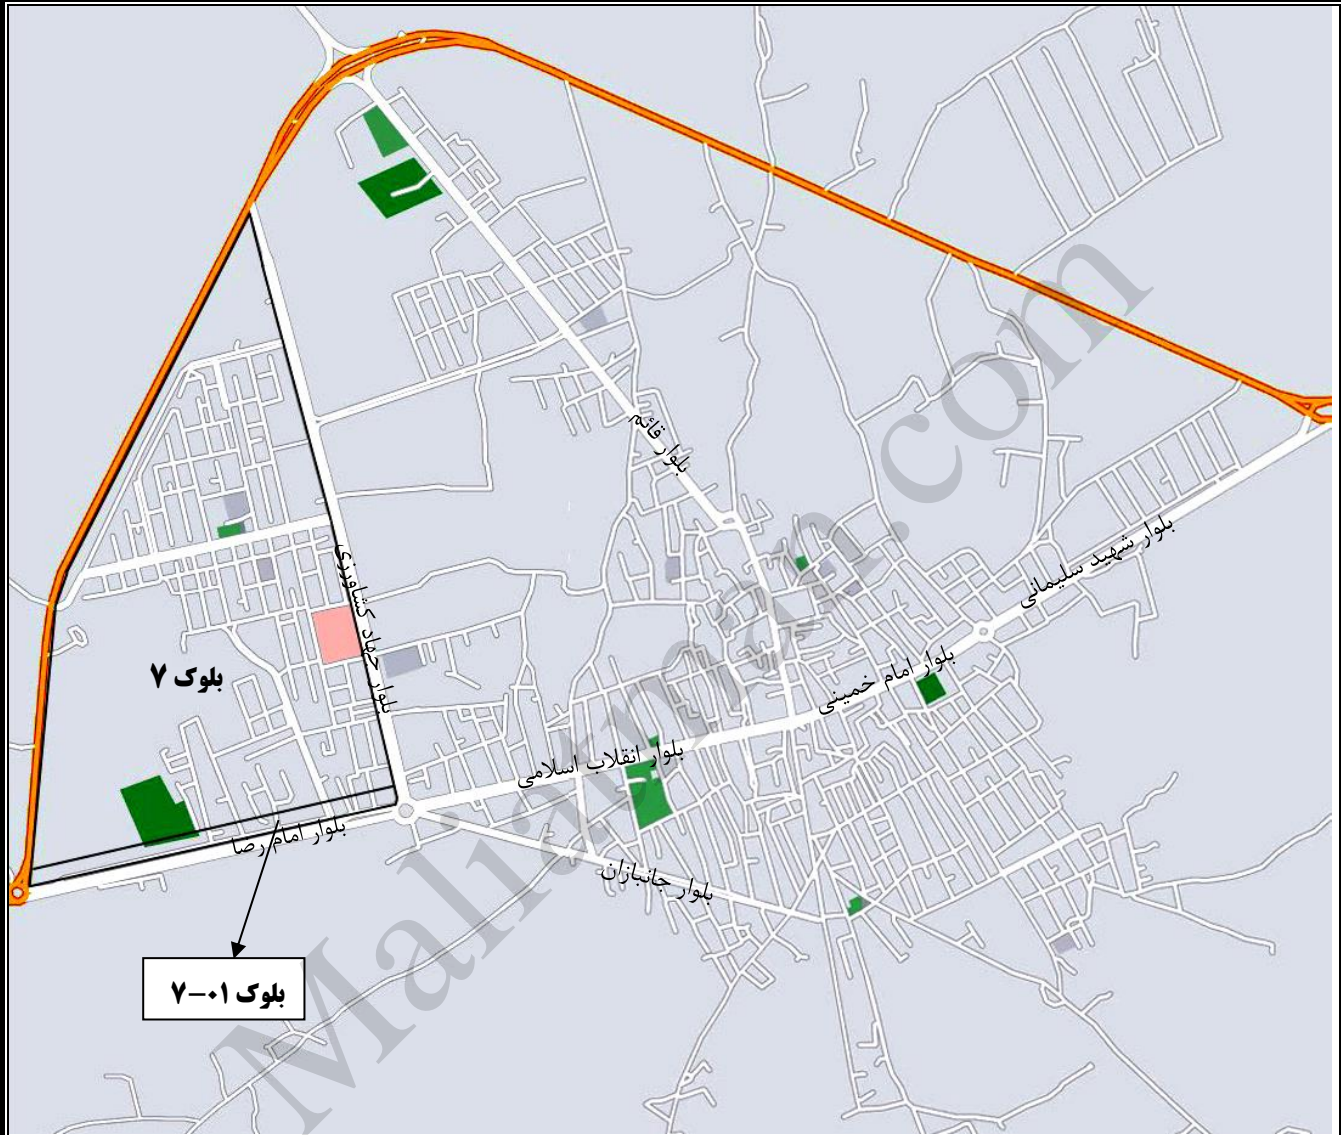 بلوار قائم
بلوار شهید سلیمانی
بلوار جهاد کشاورزی
بلوار امام خمینی
بلوک ۷
بلوار انقلاب اسلامی
بلوار امام رضا
بلوار جانبازان
بلوک ۰۱-۷
Maliatman.com